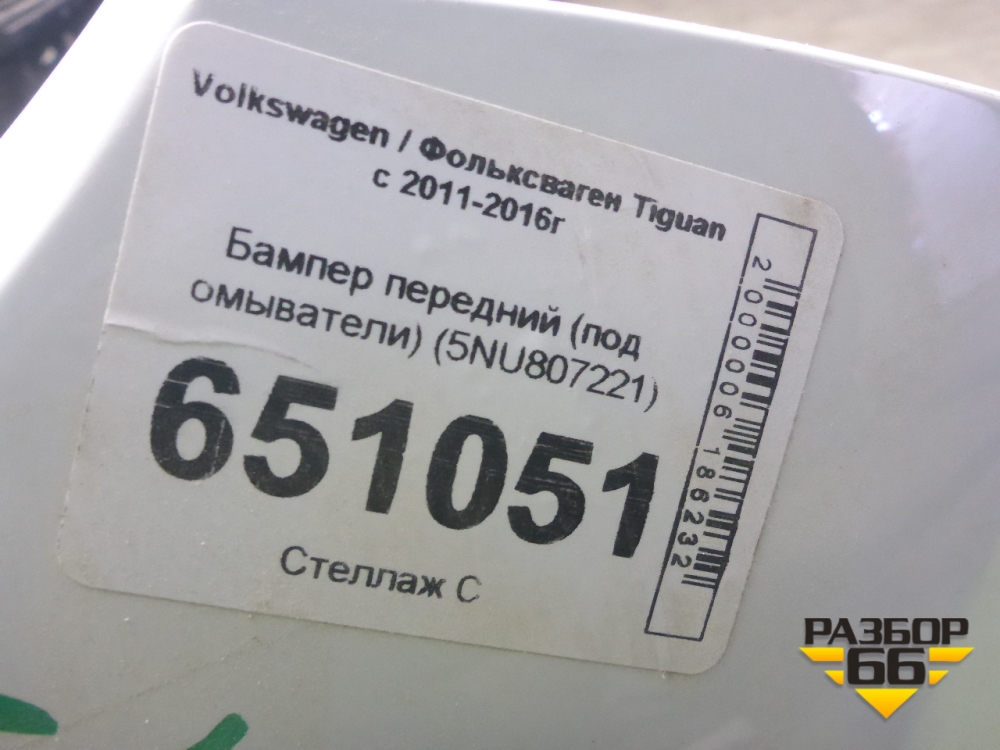 Volkswagen / Фольксваген Tiguan
с 2011-2016г
Бампер передний (под
омыватели) (5NU807221)
651051
Стеллаж С
2000006186232
РАЗБОР
66